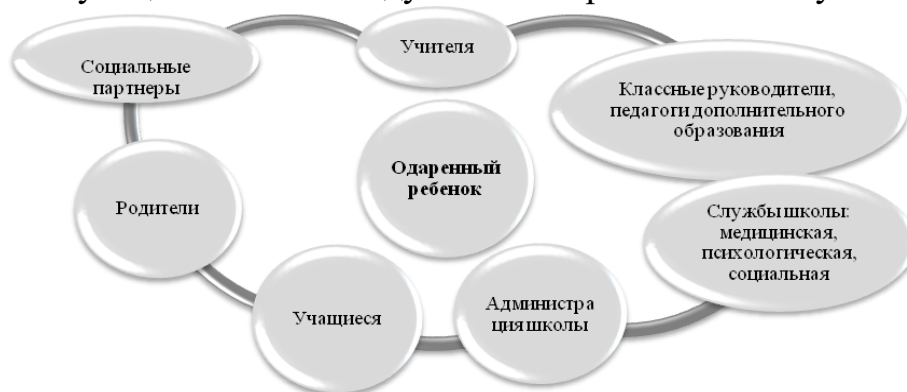 Учителя
Социальные
партнеры
Классные руководители,
педагоги дополнительного
образования
Одаренный
ребенок
Родители
Службы школы:
медицинская,
психологическая,
социальная
Учащиеся
Администра
ция школы